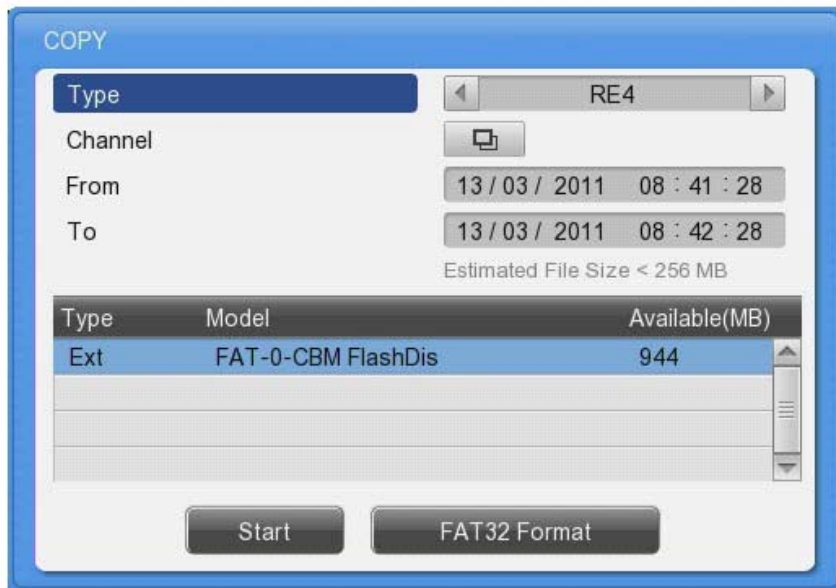 COPY
Type RE4
Channel
From 13 / 03 / 2011 08 : 41 : 28
To 13 / 03 / 2011 08 : 42 : 28
Estimated File Size < 256 MB
Type Model Available(MB)
Ext FAT-0-CBM FlashDis 944
Start FAT32 Format